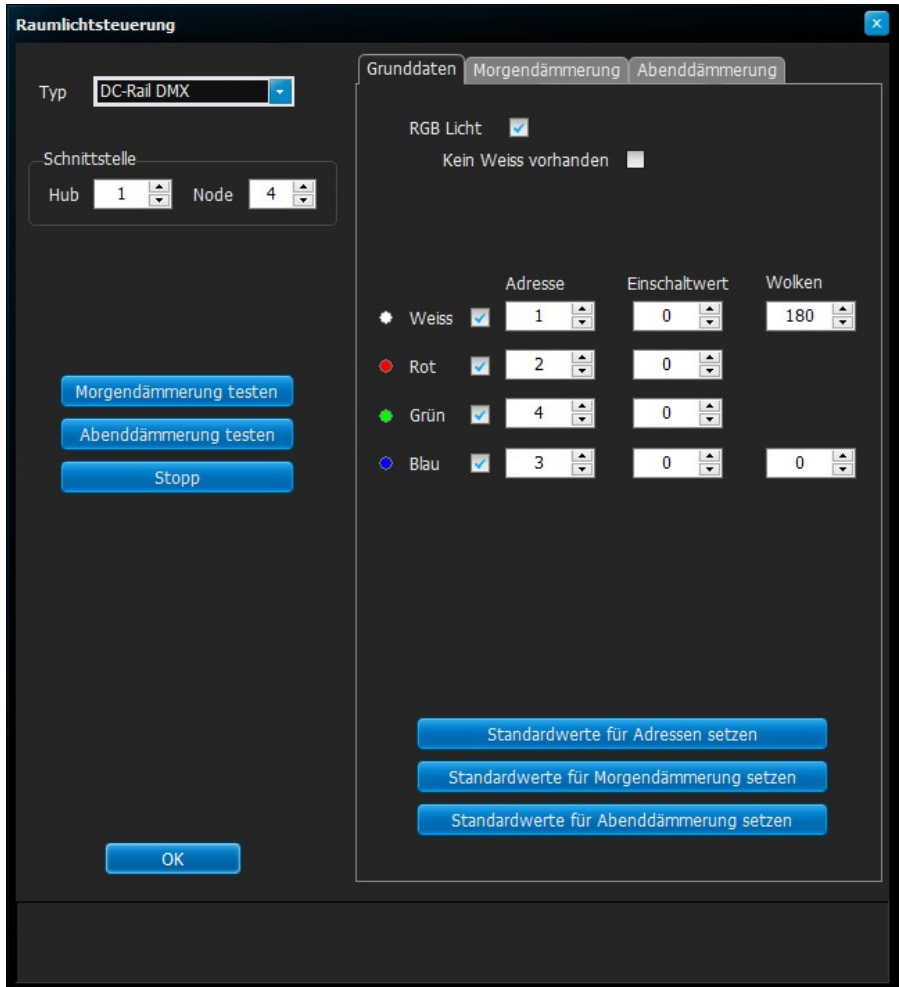 Raumlichtsteuerung
Typ DC-Rail DMX
Schnittstelle
Hub 1 Node 4
Morgendämmerung testen
Abenddämmerung testen
Stopp
OK
Grunddaten Morgendämmerung Abenddämmerung
RGB Licht
Kein Weiss vorhanden
Adresse Einschaltwert Wolken
Weiss 1 0 180
Rot 2 0
Grün 4 0
Blau 3 0 0
Standardwerte für Adressen setzen
Standardwerte für Morgendämmerung setzen
Standardwerte für Abenddämmerung setzen